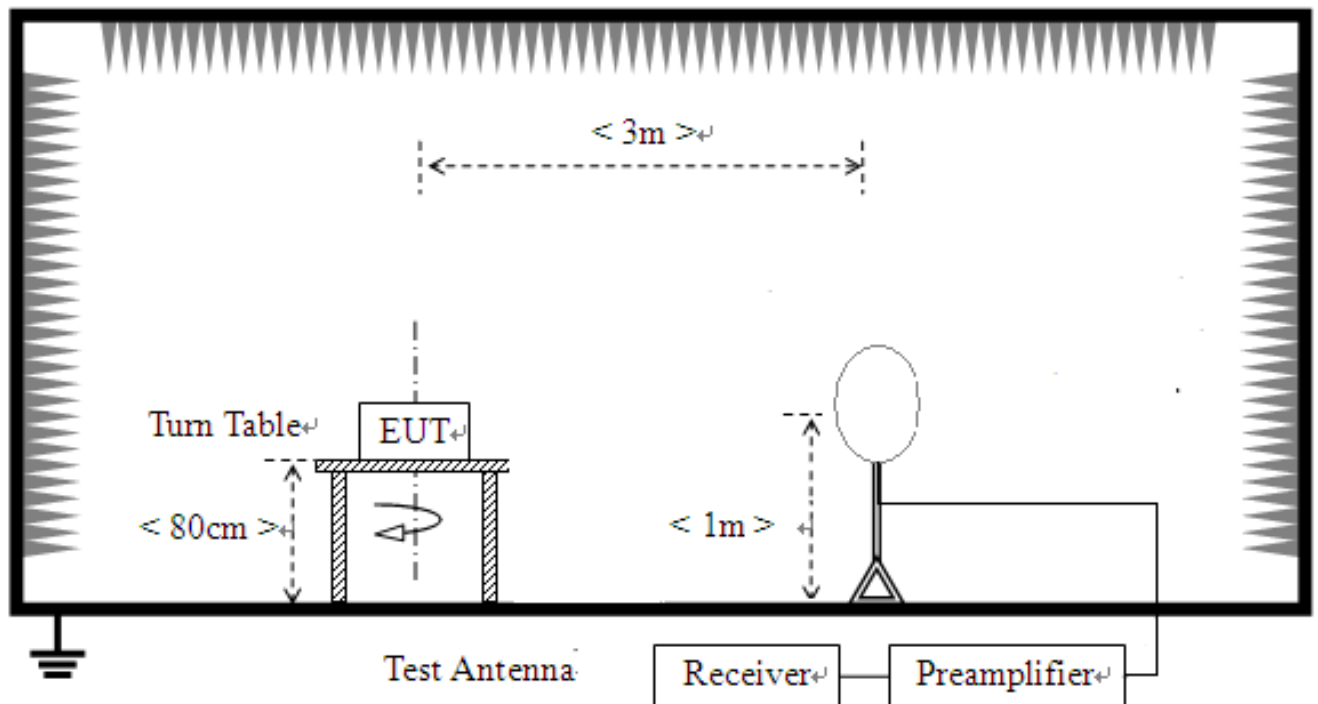 < 3m >↵
Turn Table↵
EUT↵
< 80cm >↵
< 1m > ↵
Test Antenna
Receiver↵
Preamplifier↵